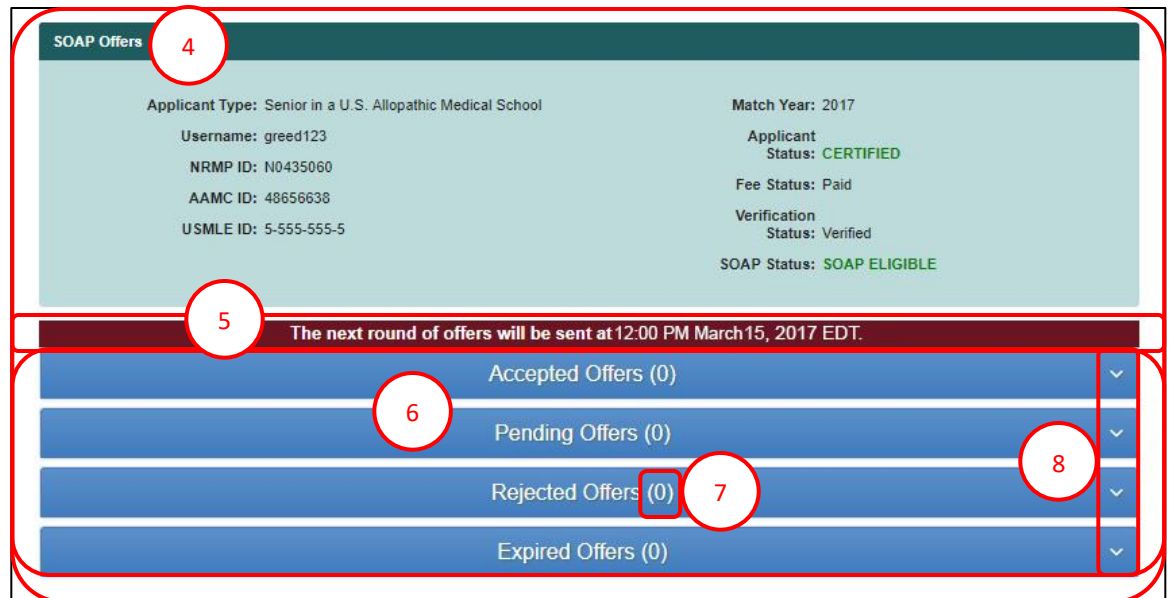 SOAP Offers
4
Applicant Type: Senior in a U.S. Allopathic Medical School
Username: greed123
NRMP ID: N0435060
AAMC ID: 48656638
USMLE ID: 5-555-555-5
Match Year: 2017
Applicant
Status: CERTIFIED
Fee Status: Paid
Verification
Status: Verified
SOAP Status: SOAP ELIGIBLE
5
The next round of offers will be sent at 12:00 PM March15, 2017 EDT.
Accepted Offers (0)
6
Pending Offers (0)
8
Rejected Offers (0)
7
Expired Offers (0)